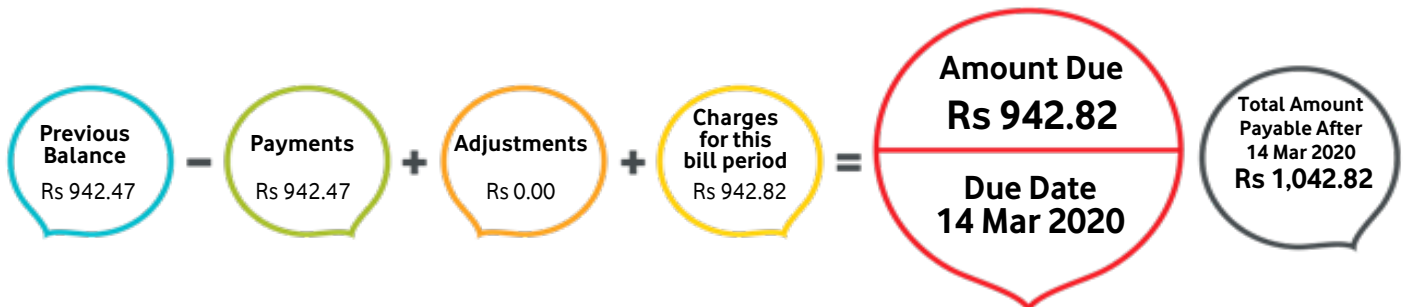 Previous
Balance
Rs 942.47
-
Payments
Rs 942.47
+
Adjustments
Rs 0.00
+
Charges
for this
bill period
Rs 942.82
=
Amount Due
Rs 942.82
Due Date
14 Mar 2020
Total Amount
Payable After
14 Mar 2020
Rs 1,042.82